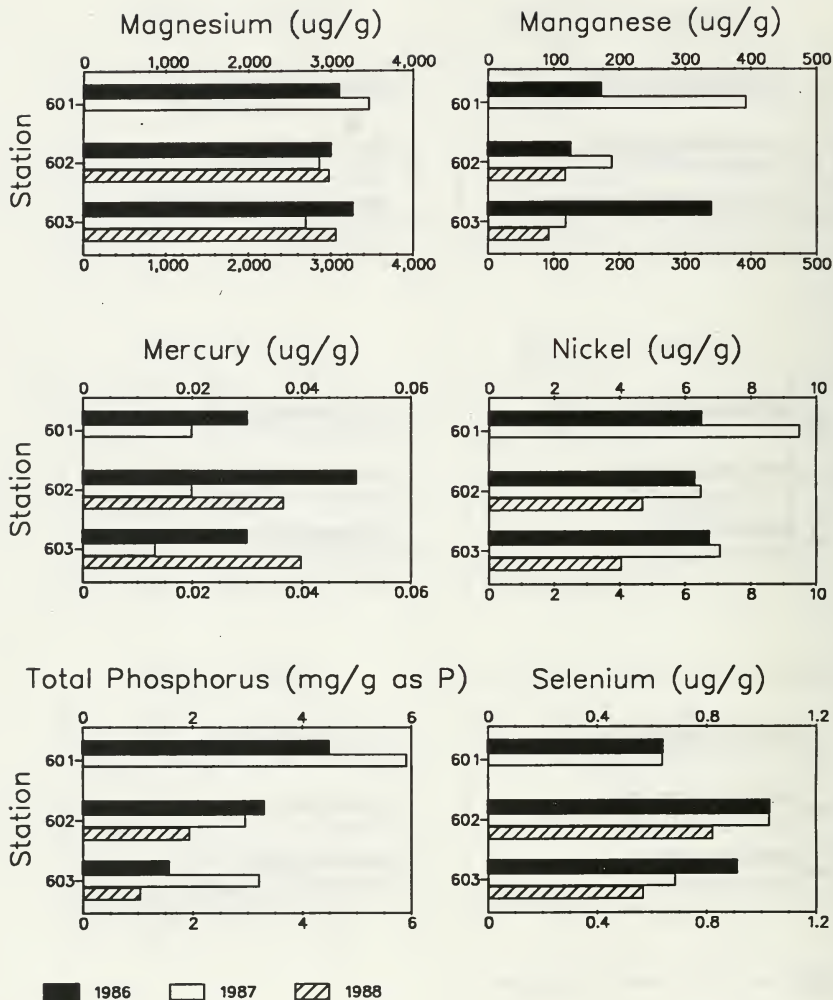 Magnesium (ug/g)
0 1,000 2,000 3,000 4,000
Station
601
602
603
0 1,000 2,000 3,000 4,000
Manganese (ug/g)
0 100 200 300 400 500
601
602
603
0 100 200 300 400 500
Mercury (ug/g)
0 0.02 0.04 0.06
Station
601
602
603
0 0.02 0.04 0.06
Nickel (ug/g)
0 2 4 6 8 10
601
602
603
0 2 4 6 8 10
Total Phosphorus (mg/g as P)
0 2 4 6
Station
601
602
603
0 2 4 6
Selenium (ug/g)
0 0.4 0.8 1.2
601
602
603
0 0.4 0.8 1.2
1986 1987 1988